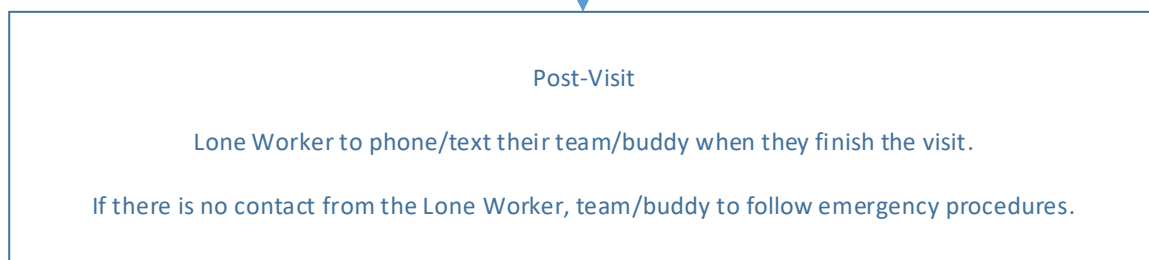 Post-Visit
Lone Worker to phone/text their team/buddy when they finish the visit.
If there is no contact from the Lone Worker, team/buddy to follow emergency procedures.